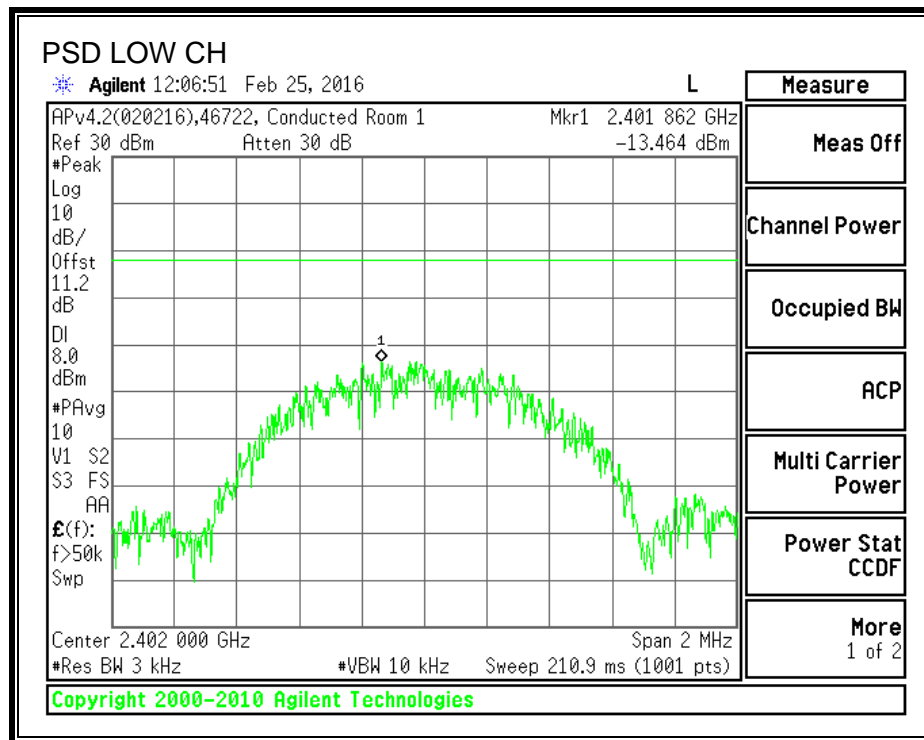 PSD LOW CH
Agilent 12:06:51 Feb 25, 2016 L
APv4.2(020216),46722, Conducted Room 1 Mkr1 2.401 862 GHz
Ref 30 dBm Atten 30 dB -13.464 dBm
#Peak
Log
10
dB/
Offst
11.2
dB
DI
8.0
dBm
#PAvg
10
V1 S2
S3 FS
AA
£(f):
f>50k
Swp
1
Center 2.402 000 GHz Span 2 MHz
#Res BW 3 kHz #VBW 10 kHz Sweep 210.9 ms (1001 pts)
Copyright 2000-2010 Agilent Technologies
Measure
Meas Off
Channel Power
Occupied BW
ACP
Multi Carrier
Power
Power Stat
CCDF
More
1 of 2